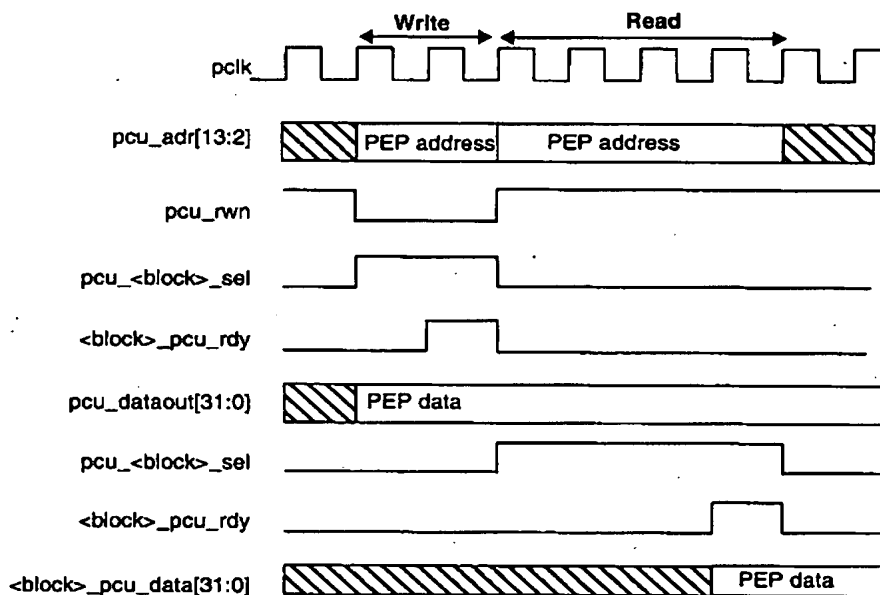 Write
Read
pclk
pcu_adr[13:2]
PEP address
PEP address
pcu_rwn
pcu_<block>_sel
<block>_pcu_rdy
pcu_dataout[31:0]
PEP data
pcu_<block>_sel
<block>_pcu_rdy
<block>_pcu_data[31:0]
PEP data